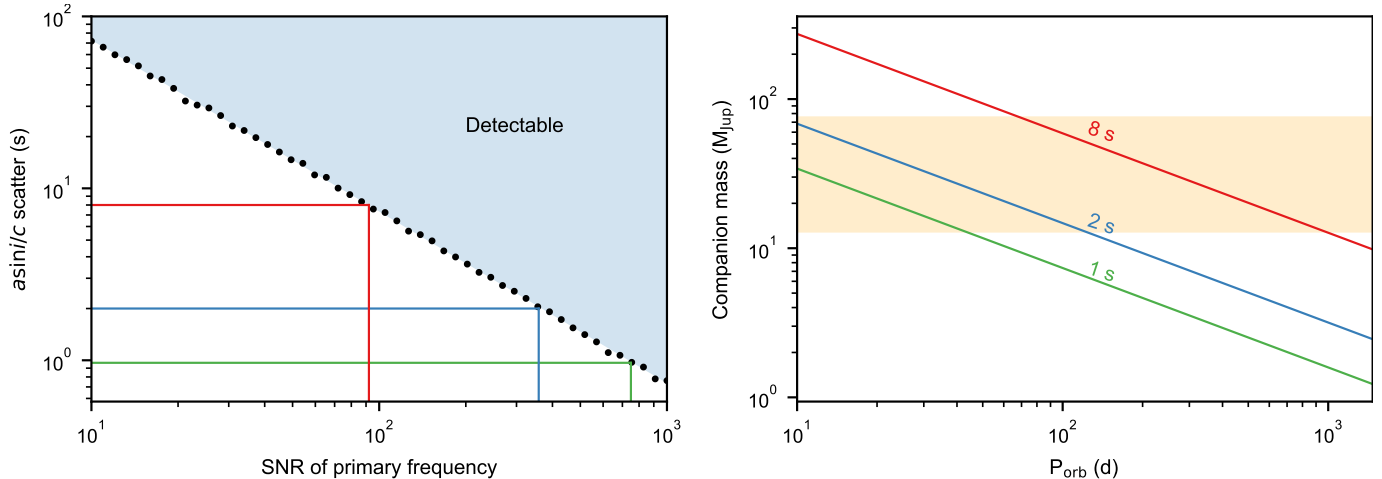 10²
10¹
10⁰
asini/c scatter (s)
Detectable
10¹
10²
10³
SNR of primary frequency
10²
10¹
10⁰
Companion mass (M_Jup)
8 s
2 s
1 s
10¹
10²
10³
P_orb (d)